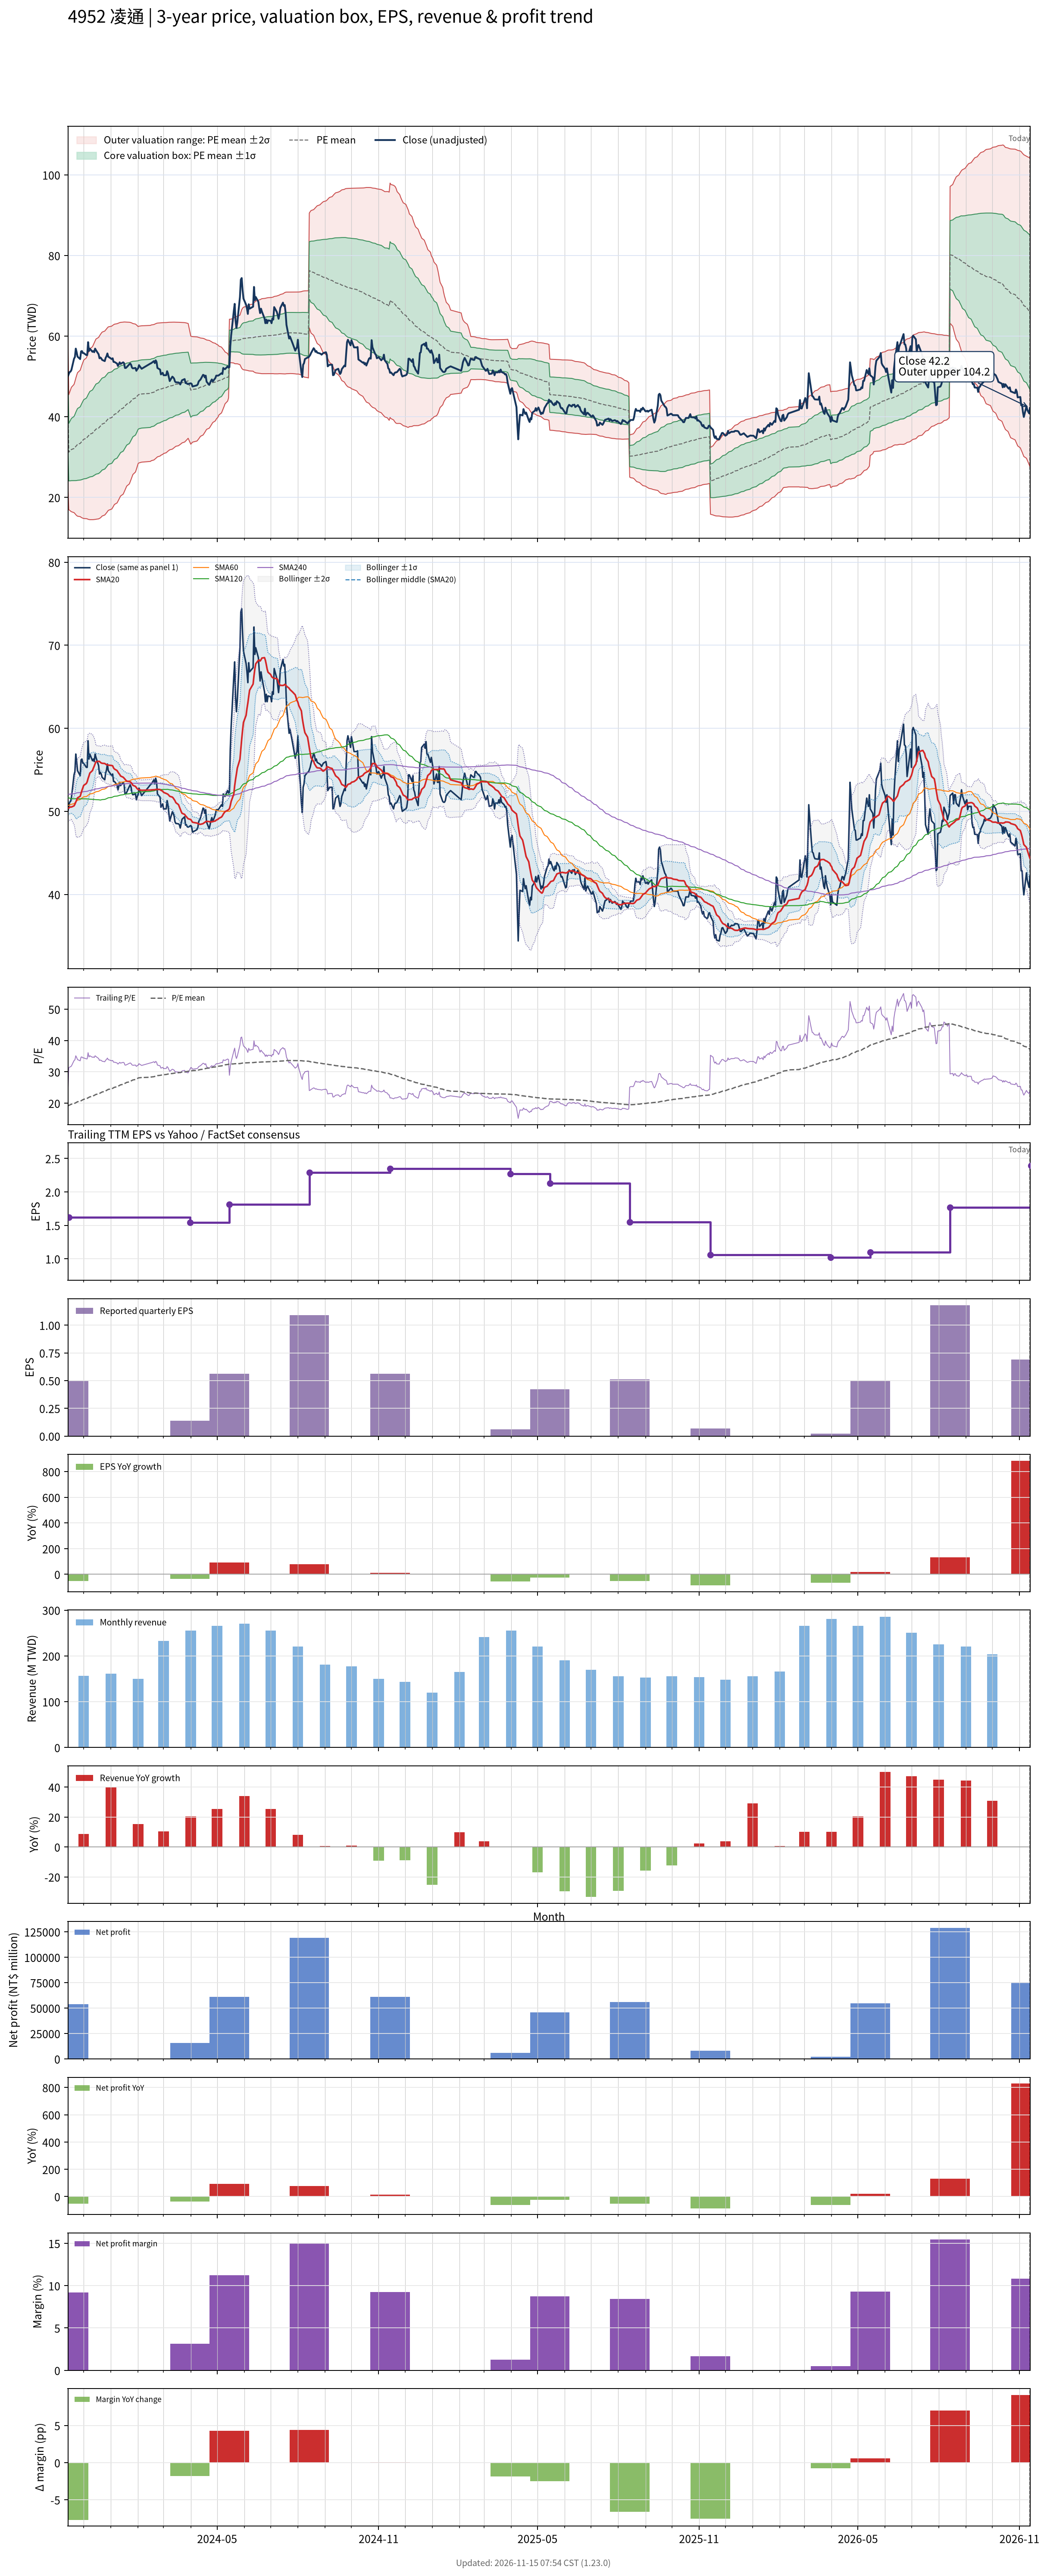 4952 凌通 | 3-year price, valuation box, EPS, revenue & profit trend
Outer valuation range: PE mean ±2σ
PE mean
Close (unadjusted)
Core valuation box: PE mean ±1σ
Today
Price (TWD)
100
80
60
40
20
Close 42.2
Outer upper 104.2
Close (same as panel 1)
SMA20
SMA60
SMA120
SMA240
Bollinger ±2σ
Bollinger ±1σ
Bollinger middle (SMA20)
Price
80
70
60
50
40
Trailing P/E
P/E mean
P/E
50
40
30
20
Trailing TTM EPS vs Yahoo / FactSet consensus
Today
EPS
2.5
2.0
1.5
1.0
Reported quarterly EPS
EPS
1.00
0.75
0.50
0.25
0.00
EPS YoY growth
YoY (%)
800
600
400
200
0
Monthly revenue
Revenue (M TWD)
300
200
100
0
Revenue YoY growth
YoY (%)
40
20
0
-20
Month
Net profit
Net profit (NT$ million)
125000
100000
75000
50000
25000
0
Net profit YoY
YoY (%)
800
600
400
200
0
Net profit margin
Margin (%)
15
10
5
0
Margin YoY change
Δ margin (pp)
5
0
-5
2024-05
2024-11
2025-05
2025-11
2026-05
2026-11
Updated: 2026-11-15 07:54 CST (1.23.0)